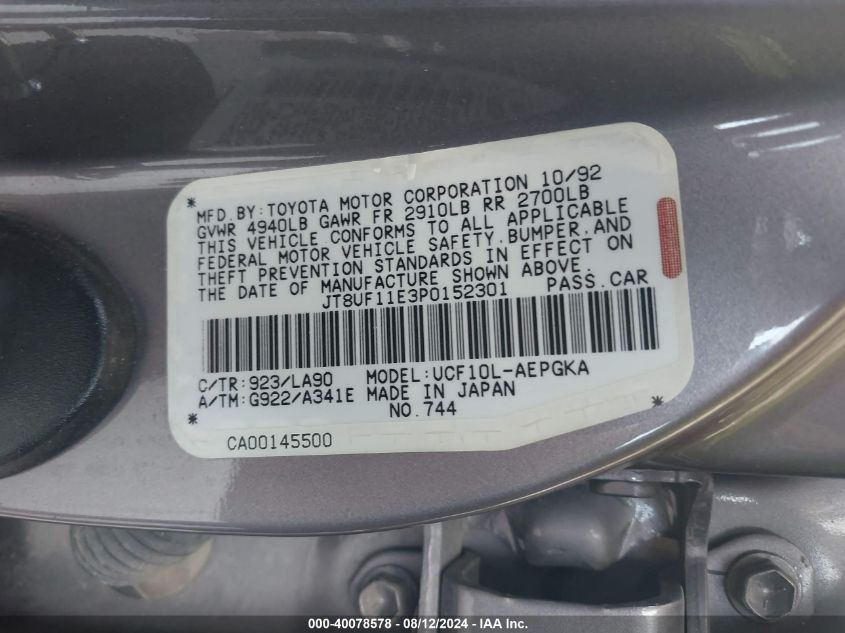 MFD.BY:TOYOTA MOTOR CORPORATION 10/92
GVWR 4940LB GAWR FR 2910LB RR 2700LB
THIS VEHICLE CONFORMS TO ALL APPLICABLE
FEDERAL MOTOR VEHICLE SAFETY,BUMPER,AND
THEFT PREVENTION STANDARDS IN EFFECT ON
THE DATE OF MANUFACTURE SHOWN ABOVE.
JT8UF11E3P0152301 PASS.CAR
C/TR:923/LA90 MODEL:UCF10L-AEPGKA
A/TM:G922/A341E MADE IN JAPAN
NO.744
CA00145500
000-40078578 - 08/12/2024 - IAA Inc.